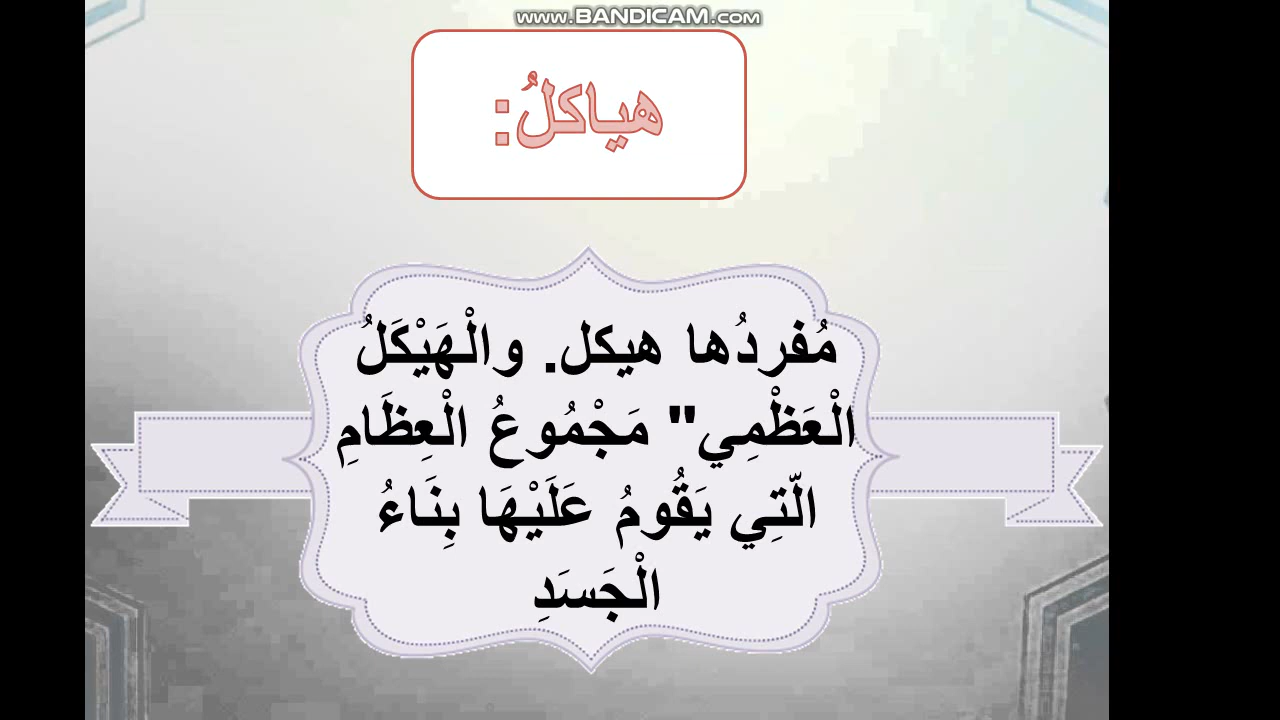 www.BANDICAM.com
هياكلُ:
مُفردُها هيكل. والْهَيْكَلُ
الْعَظْمِي" مَجْمُوعُ الْعِظَامِ
الّتِي يَقُومُ عَلَيْهَا بِنَاءُ
الْجَسَدِ